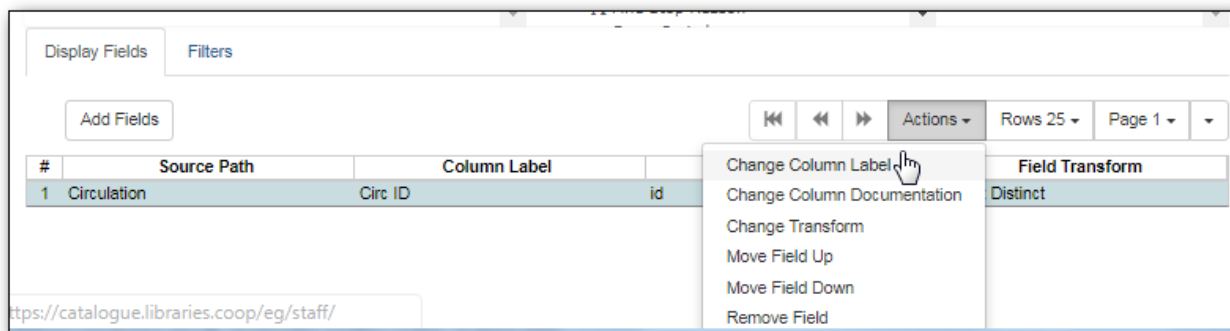 Display Fields Filters
Add Fields Actions Rows 25 Page 1
# Source Path Column Label Field Transform
1 Circulation Circ ID id Distinct
Change Column Label
Change Column Documentation
Change Transform
Move Field Up
Move Field Down
Remove Field
ttps://catalogue.libraries.coop/eg/staff/